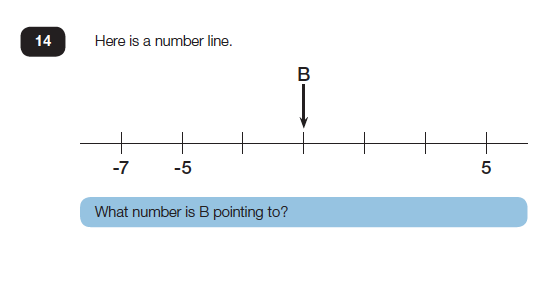 14 Here is a number line.
B
-7 -5 5
What number is B pointing to?